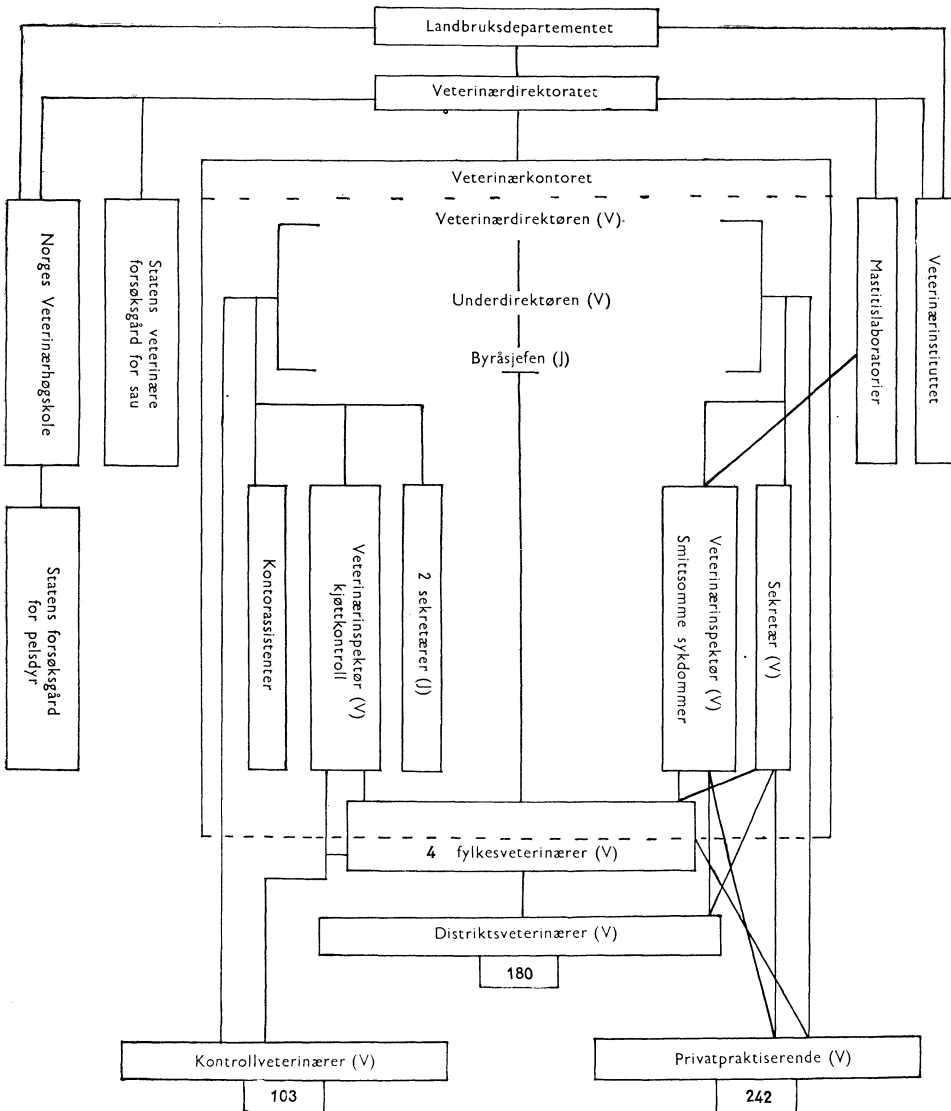 Landbruksdepartementet
Veterinærdirektoratet
Veterinærkontoret
Veterinærdirektøren (V).
Underdirektøren (V)
Byråsjefen (J)
Norges Veterinærhøgskole
Statens veterinære
forsøksgård for sau
Mastitislaboratorier
Veterinærinstituttet
Statens forsøksgård
for pelsdyr
Kontorassistenter
Veterinærinspektør (V)
kjøttkontroll
2 sekretærer (J)
Veterinærinspektør (V)
Smittsomme sykdommer
Sekretær (V)
4 fylkesveterinærer (V)
Distriktsveterinærer (V)
180
Kontrollveterinærer (V)
103
Privatpraktiserende (V)
242